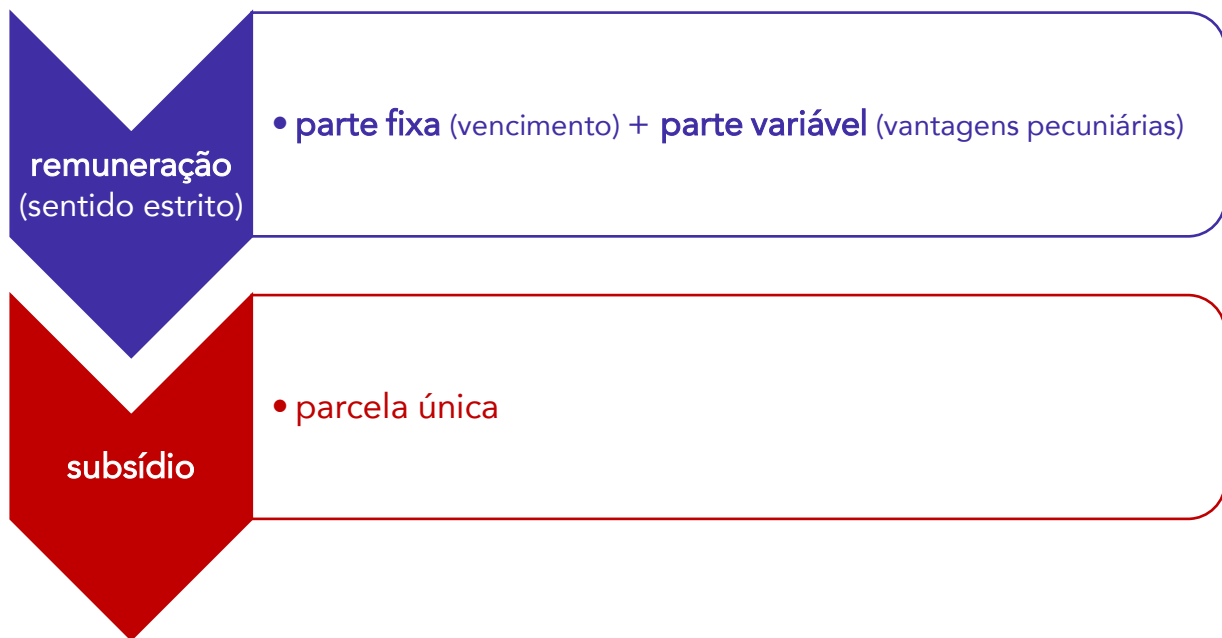 remuneração
(sentido estrito)
• parte fixa (vencimento) + parte variável (vantagens pecuniárias)
subsídio
• parcela única